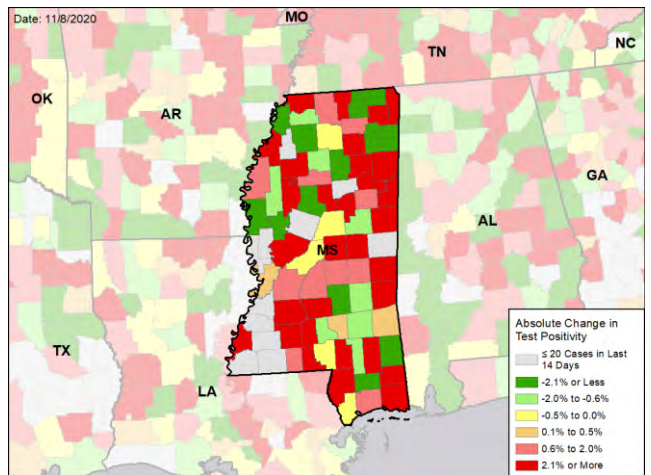 Date: 11/8/2020
MO
TN
NC
OK
AR
GA
AL
MS
TX
LA
Absolute Change in
Test Positivity
≤ 20 Cases in Last
14 Days
-2.1% or Less
-2.0% to -0.6%
-0.5% to 0.0%
0.1% to 0.5%
0.6% to 2.0%
2.1% or More